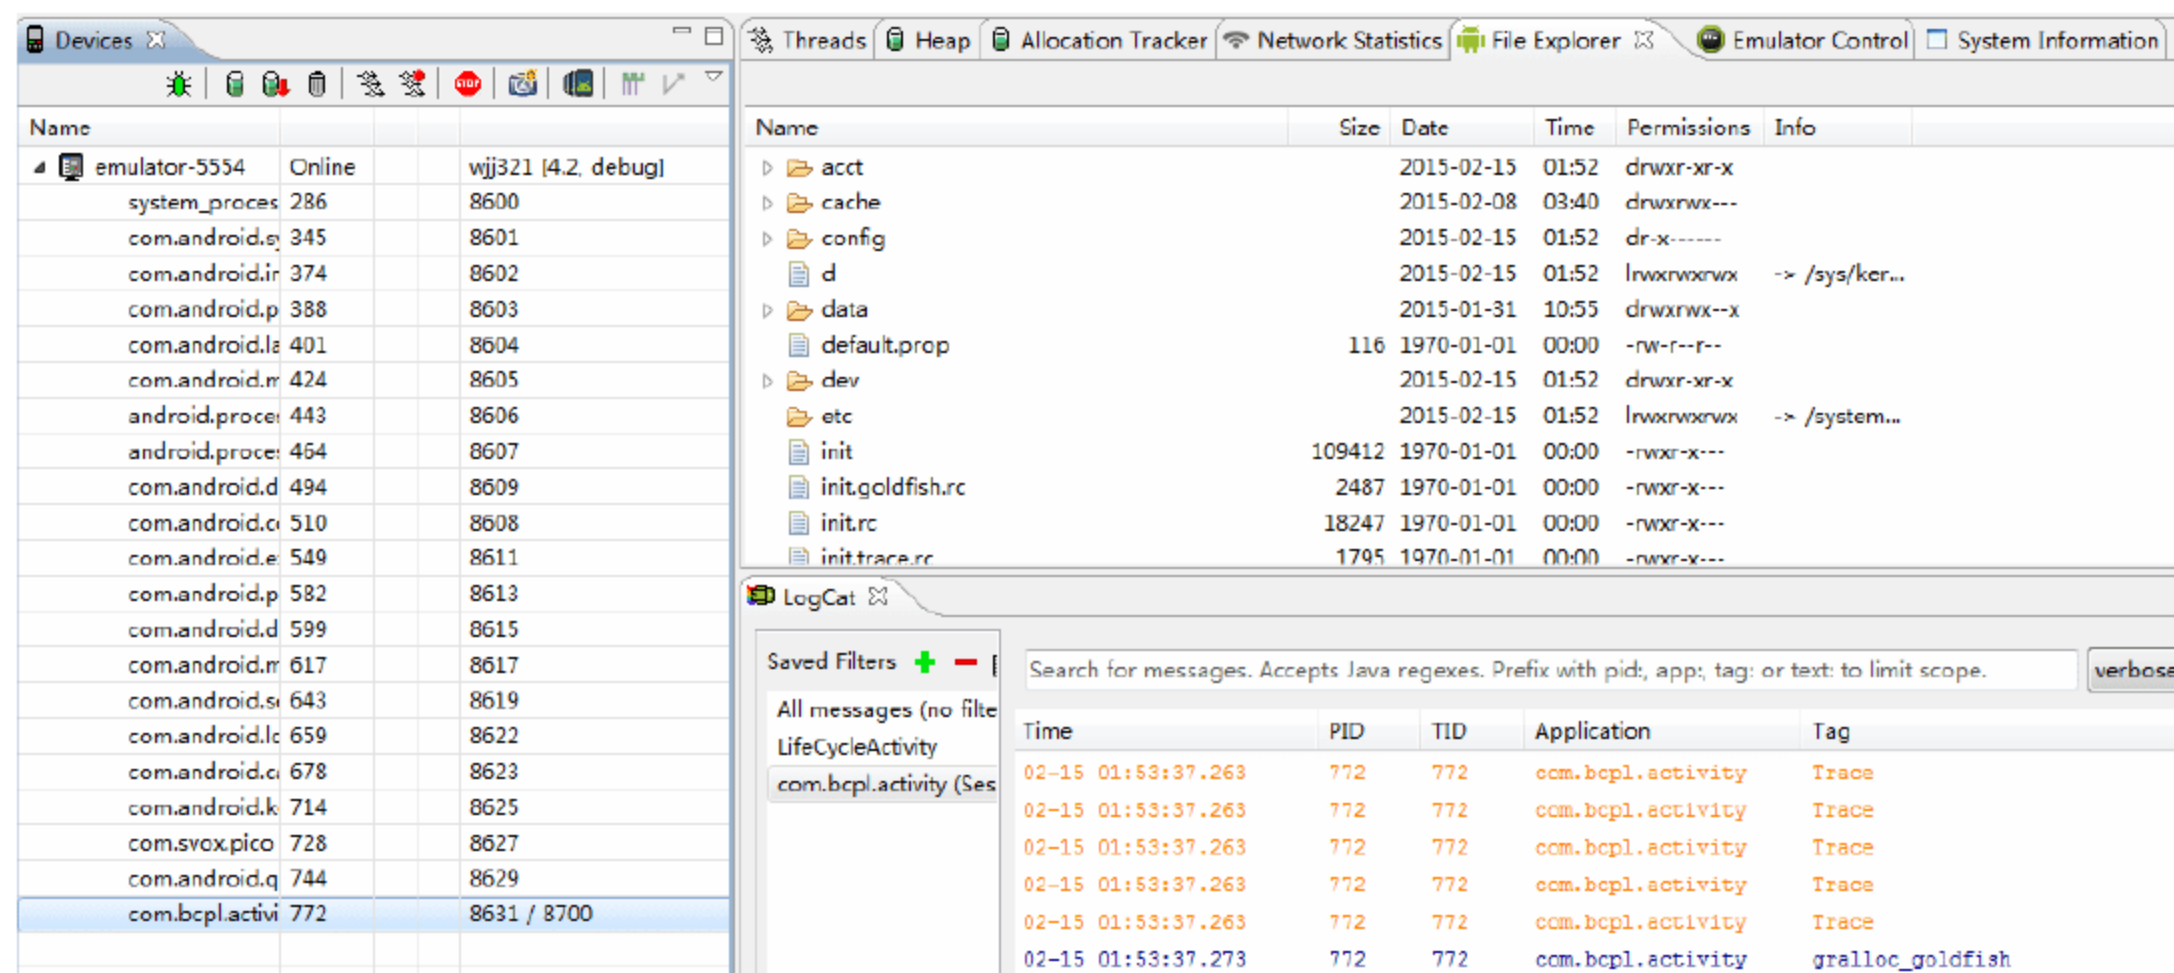 Devices
Name
emulator-5554 Online wjj321 [4.2, debug]
system_proces 286 8600
com.android.sy 345 8601
com.android.ir 374 8602
com.android.p 388 8603
com.android.la 401 8604
com.android.m 424 8605
android.proce 443 8606
android.proce 464 8607
com.android.d 494 8609
com.android.c 510 8608
com.android.e 549 8611
com.android.p 582 8613
com.android.d 599 8615
com.android.m 617 8617
com.android.s 643 8619
com.android.lc 659 8622
com.android.c 678 8623
com.android.k 714 8625
com.svox.pico 728 8627
com.android.q 744 8629
com.bcpl.activi 772 8631 / 8700
Threads Heap Allocation Tracker Network Statistics File Explorer Emulator Control System Information
Name Size Date Time Permissions Info
acct 2015-02-15 01:52 drwxr-xr-x
cache 2015-02-08 03:40 drwxrwx---
config 2015-02-15 01:52 dr-x------
d 2015-02-15 01:52 lrwxrwxrwx -> /sys/ker...
data 2015-01-31 10:55 drwxrwx--x
default.prop 116 1970-01-01 00:00 -rw-r--r--
dev 2015-02-15 01:52 drwxr-xr-x
etc 2015-02-15 01:52 lrwxrwxrwx -> /system...
init 109412 1970-01-01 00:00 -rwxr-x---
init.goldfish.rc 2487 1970-01-01 00:00 -rwxr-x---
init.rc 18247 1970-01-01 00:00 -rwxr-x---
init.trace.rc 1795 1970-01-01 00:00 -rwxr-x---
LogCat
Saved Filters
All messages (no filte
LifeCycleActivity
com.bcpl.activity (Ses
Search for messages. Accepts Java regexes. Prefix with pid:, app:, tag: or text: to limit scope.
verbose
Time PID TID Application Tag
02-15 01:53:37.263 772 772 com.bcpl.activity Trace
02-15 01:53:37.263 772 772 com.bcpl.activity Trace
02-15 01:53:37.263 772 772 com.bcpl.activity Trace
02-15 01:53:37.263 772 772 com.bcpl.activity Trace
02-15 01:53:37.263 772 772 com.bcpl.activity Trace
02-15 01:53:37.273 772 772 com.bcpl.activity gralloc_goldfish